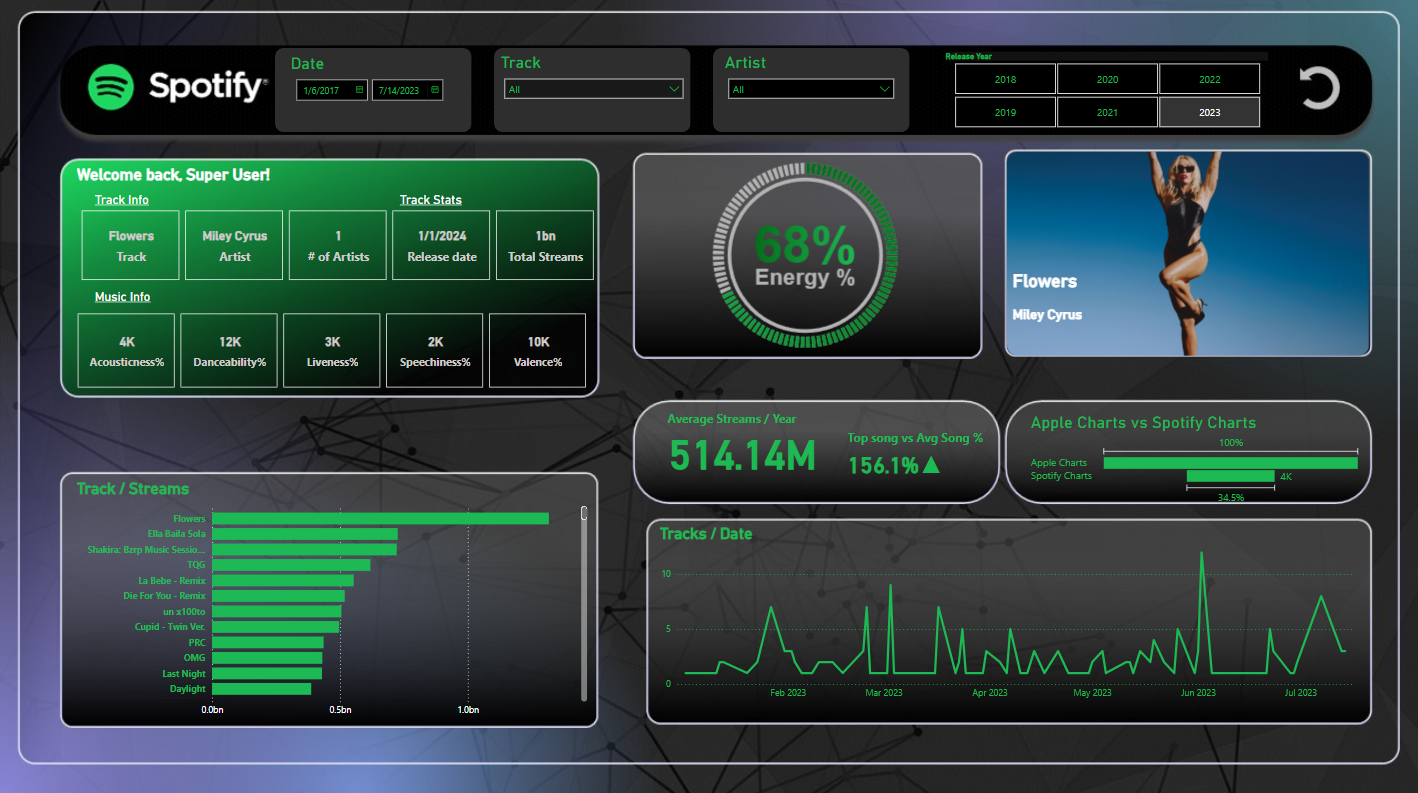 Spotify®
Date
1/6/2017
7/14/2023
Track
All
Artist
All
Release Year
2018
2020
2022
2019
2021
2023
Welcome back, Super User!
Track Info
Track Stats
Flowers
Track
Miley Cyrus
Artist
1
# of Artists
1/1/2024
Release date
1bn
Total Streams
Music Info
4K
Acousticness%
12K
Danceability%
3K
Liveness%
2K
Speechiness%
10K
Valence%
68%
Energy %
Flowers
Miley Cyrus
Average Streams / Year
514.14M
Top song vs Avg Song %
156.1%▲
Apple Charts vs Spotify Charts
100%
Apple Charts
Spotify Charts
4K
34.5%
Track / Streams
Flowers
Ella Baila Sola
Shakira: Bzrp Music Sessio...
TQG
La Bebe - Remix
Die For You - Remix
un x100to
Cupid - Twin Ver.
PRC
OMG
Last Night
Daylight
0.0bn
0.5bn
1.0bn
Tracks / Date
10
5
0
Feb 2023
Mar 2023
Apr 2023
May 2023
Jun 2023
Jul 2023